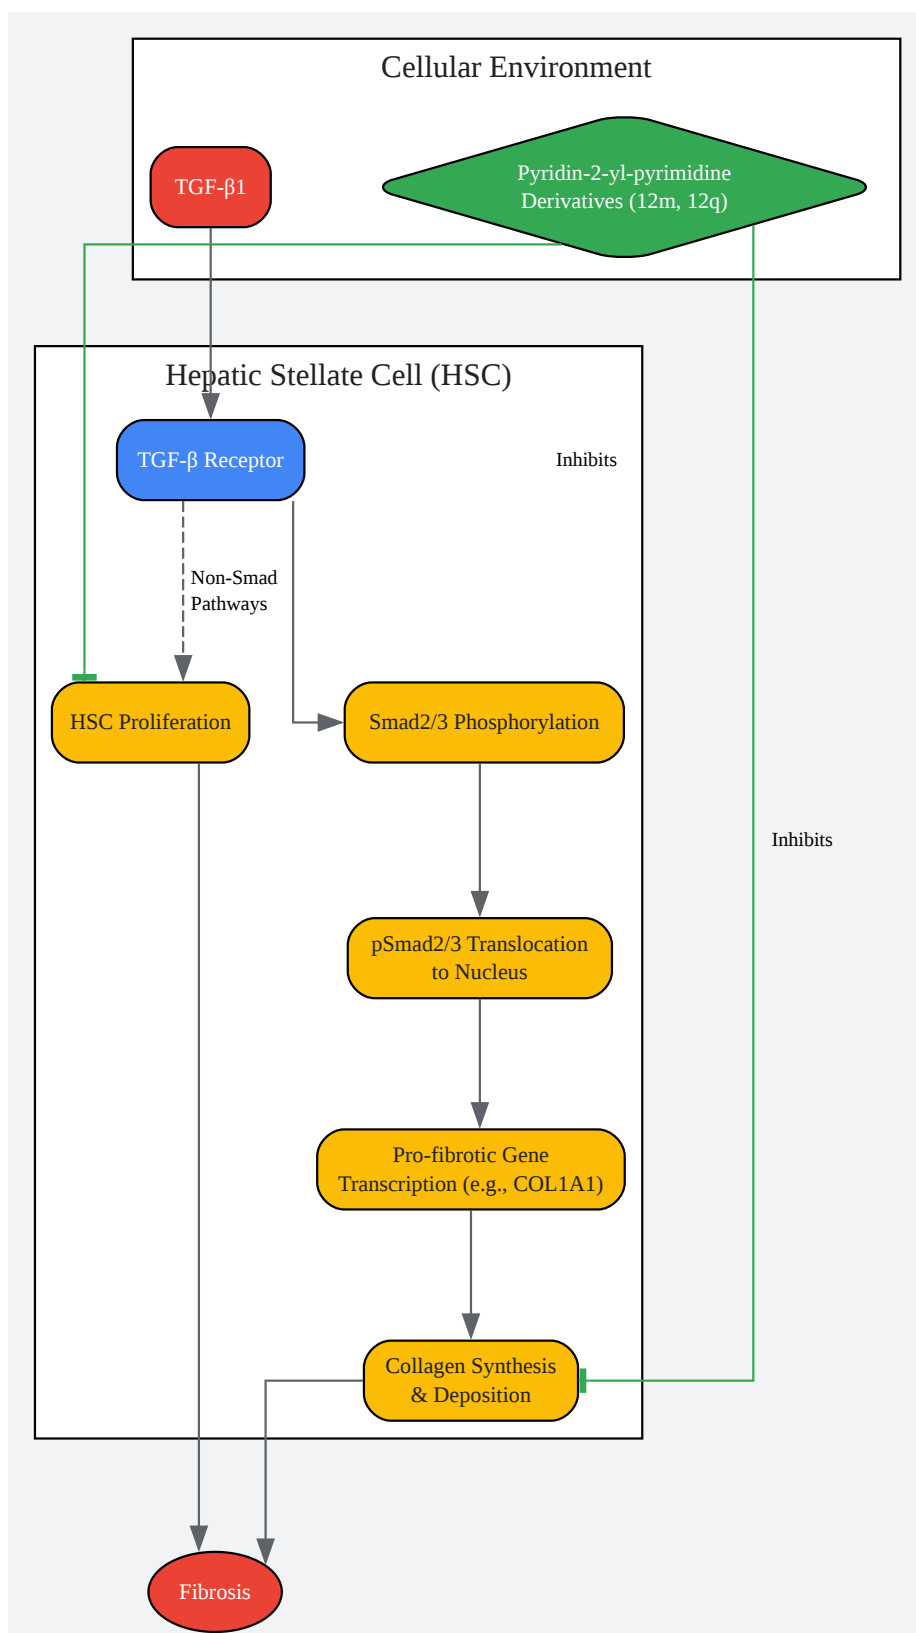 Cellular Environment
TGF-β1
Pyridin-2-yl-pyrimidine
Derivatives (12m, 12q)
Hepatic Stellate Cell (HSC)
TGF-β Receptor
Inhibits
Non-Smad
Pathways
HSC Proliferation
Smad2/3 Phosphorylation
Inhibits
pSmad2/3 Translocation
to Nucleus
Pro-fibrotic Gene
Transcription (e.g., COL1A1)
Collagen Synthesis
& Deposition
Fibrosis